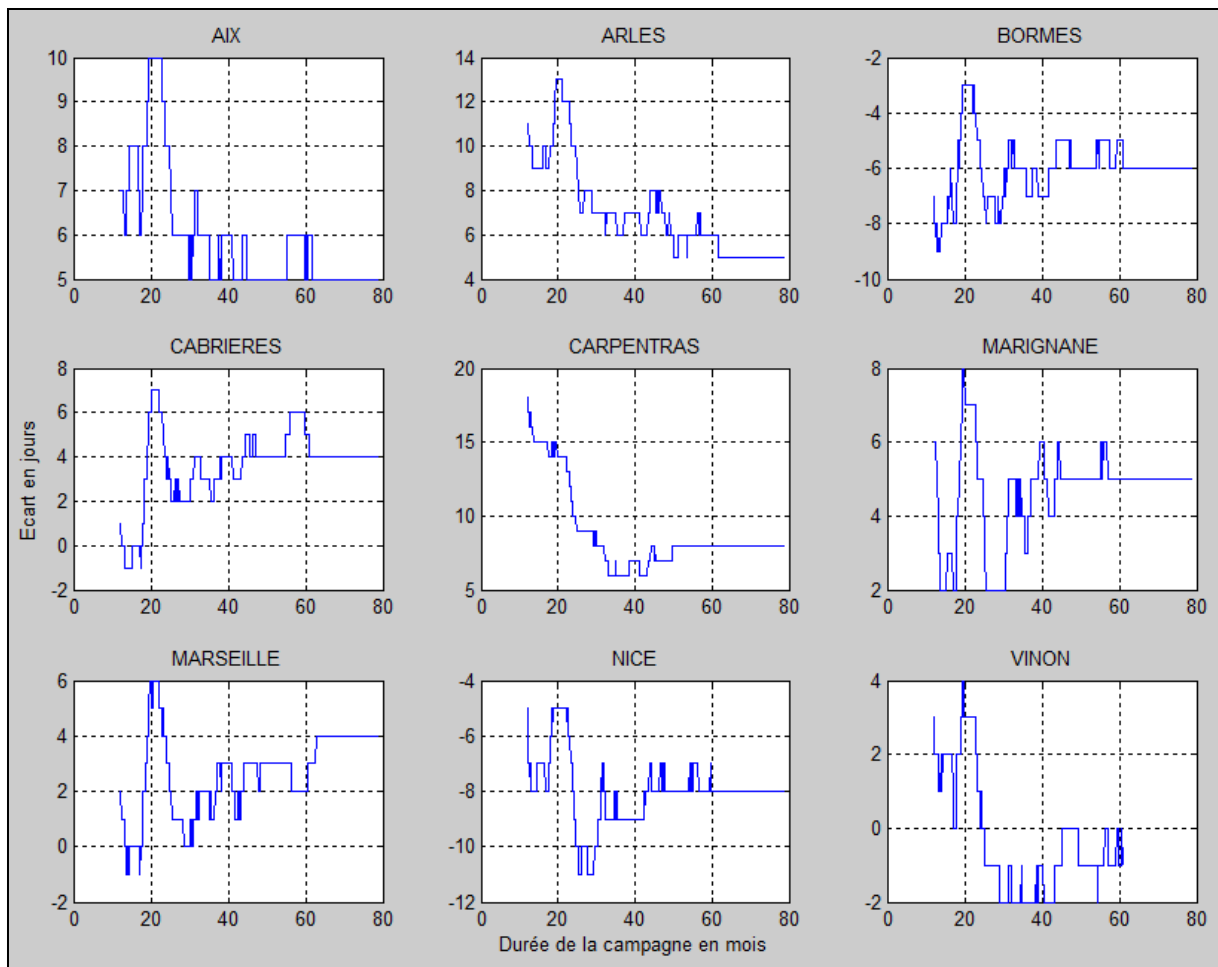 AIX ARLES BORMES
10 14 -2
9 12 -4
8 10
7 8 -6
6 6 -8
5 4 -10
0 20 40 60 80 0 20 40 60 80 0 20 40 60 80
CABRIERES CARPENTRAS MARIGNANE
8 20 8
6 15 6
4
2 10 4
0
-2 5 2
0 20 40 60 80 0 20 40 60 80 0 20 40 60 80
Ecart en jours
MARSEILLE NICE VINON
6 -4 4
4 -6 2
2 -8
0 -10 0
-2 -12 -2
0 20 40 60 80 0 20 40 60 80 0 20 40 60 80
Durée de la campagne en mois